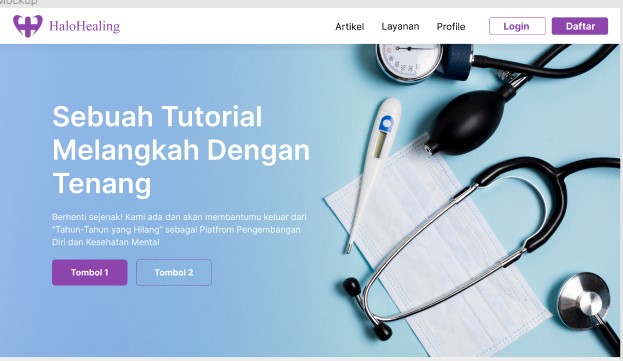 Mockup
HaloHealing
Artikel Layanan Profile Login Daftar
Sebuah Tutorial
Melangkah Dengan
Tenang
Berhenti sejenak! Kami ada dan akan membantumu keluar dari
"Tahun-Tahun yang Hilang" sebagai Platfrom Pengembangan
Diri dan Kesehatan Mental
Tombol 1 Tombol 2